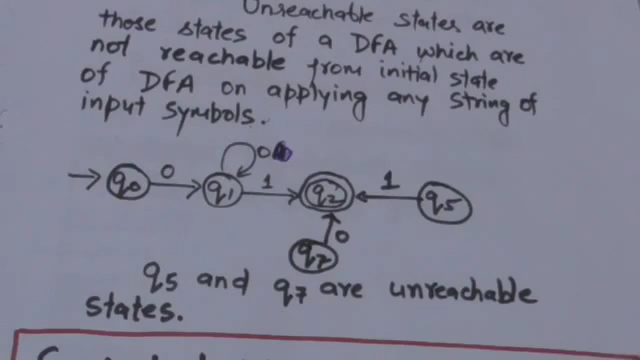 Unreachable states are
those states of a DFA which are
not reachable from initial state
of DFA on applying any string of
input symbols.
0
q0 0 q1 1 q2 1 q5
0
q7
q5 and q7 are unreachable
states.